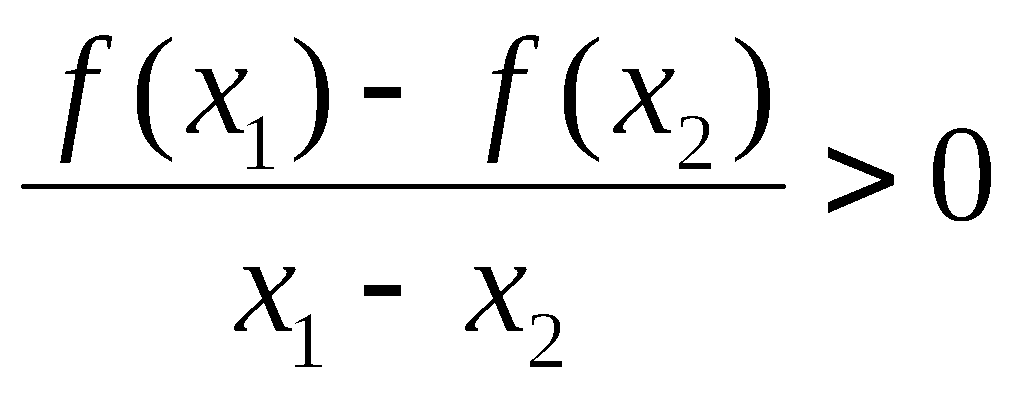 f(x₁) - f(x₂)
x₁ - x₂
> 0